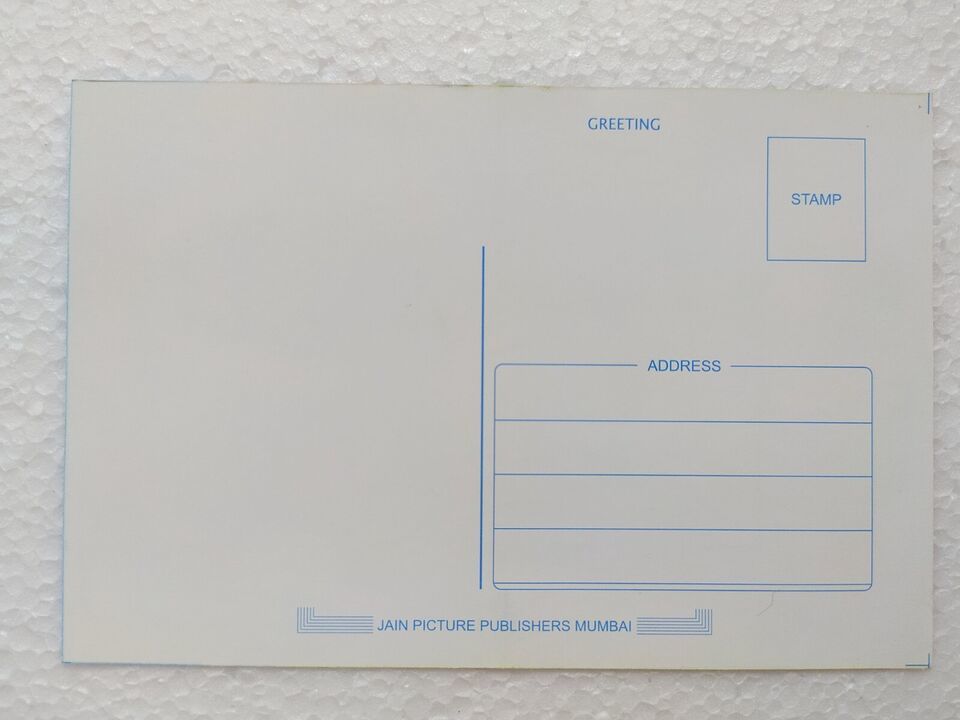 GREETING
STAMP
ADDRESS
JAIN PICTURE PUBLISHERS MUMBAI